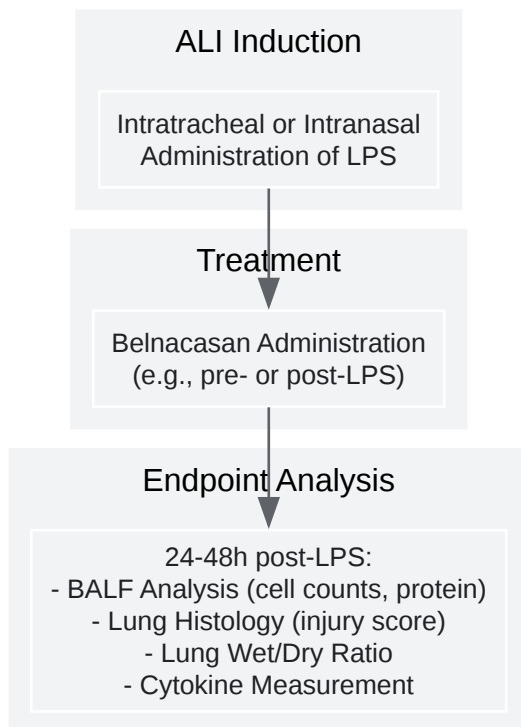 ALI Induction
Intratracheal or Intranasal
Administration of LPS
Treatment
Belnacasan Administration
(e.g., pre- or post-LPS)
Endpoint Analysis
24-48h post-LPS:
- BALF Analysis (cell counts, protein)
- Lung Histology (injury score)
- Lung Wet/Dry Ratio
- Cytokine Measurement